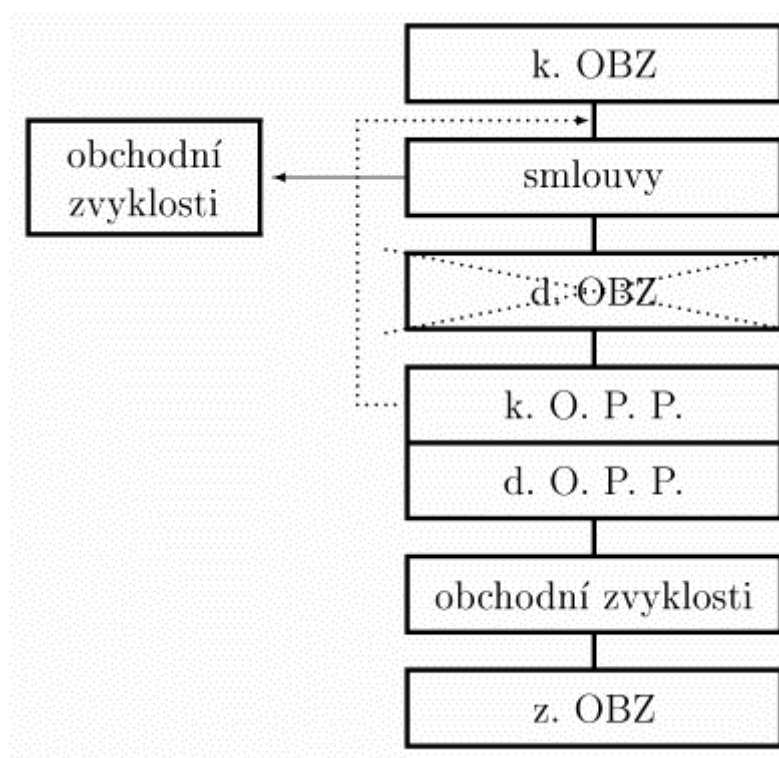 k. OBZ
obchodní
zvyklosti
smlouvy
d. OBZ
k. O. P. P.
d. O. P. P.
obchodní zvyklosti
z. OBZ